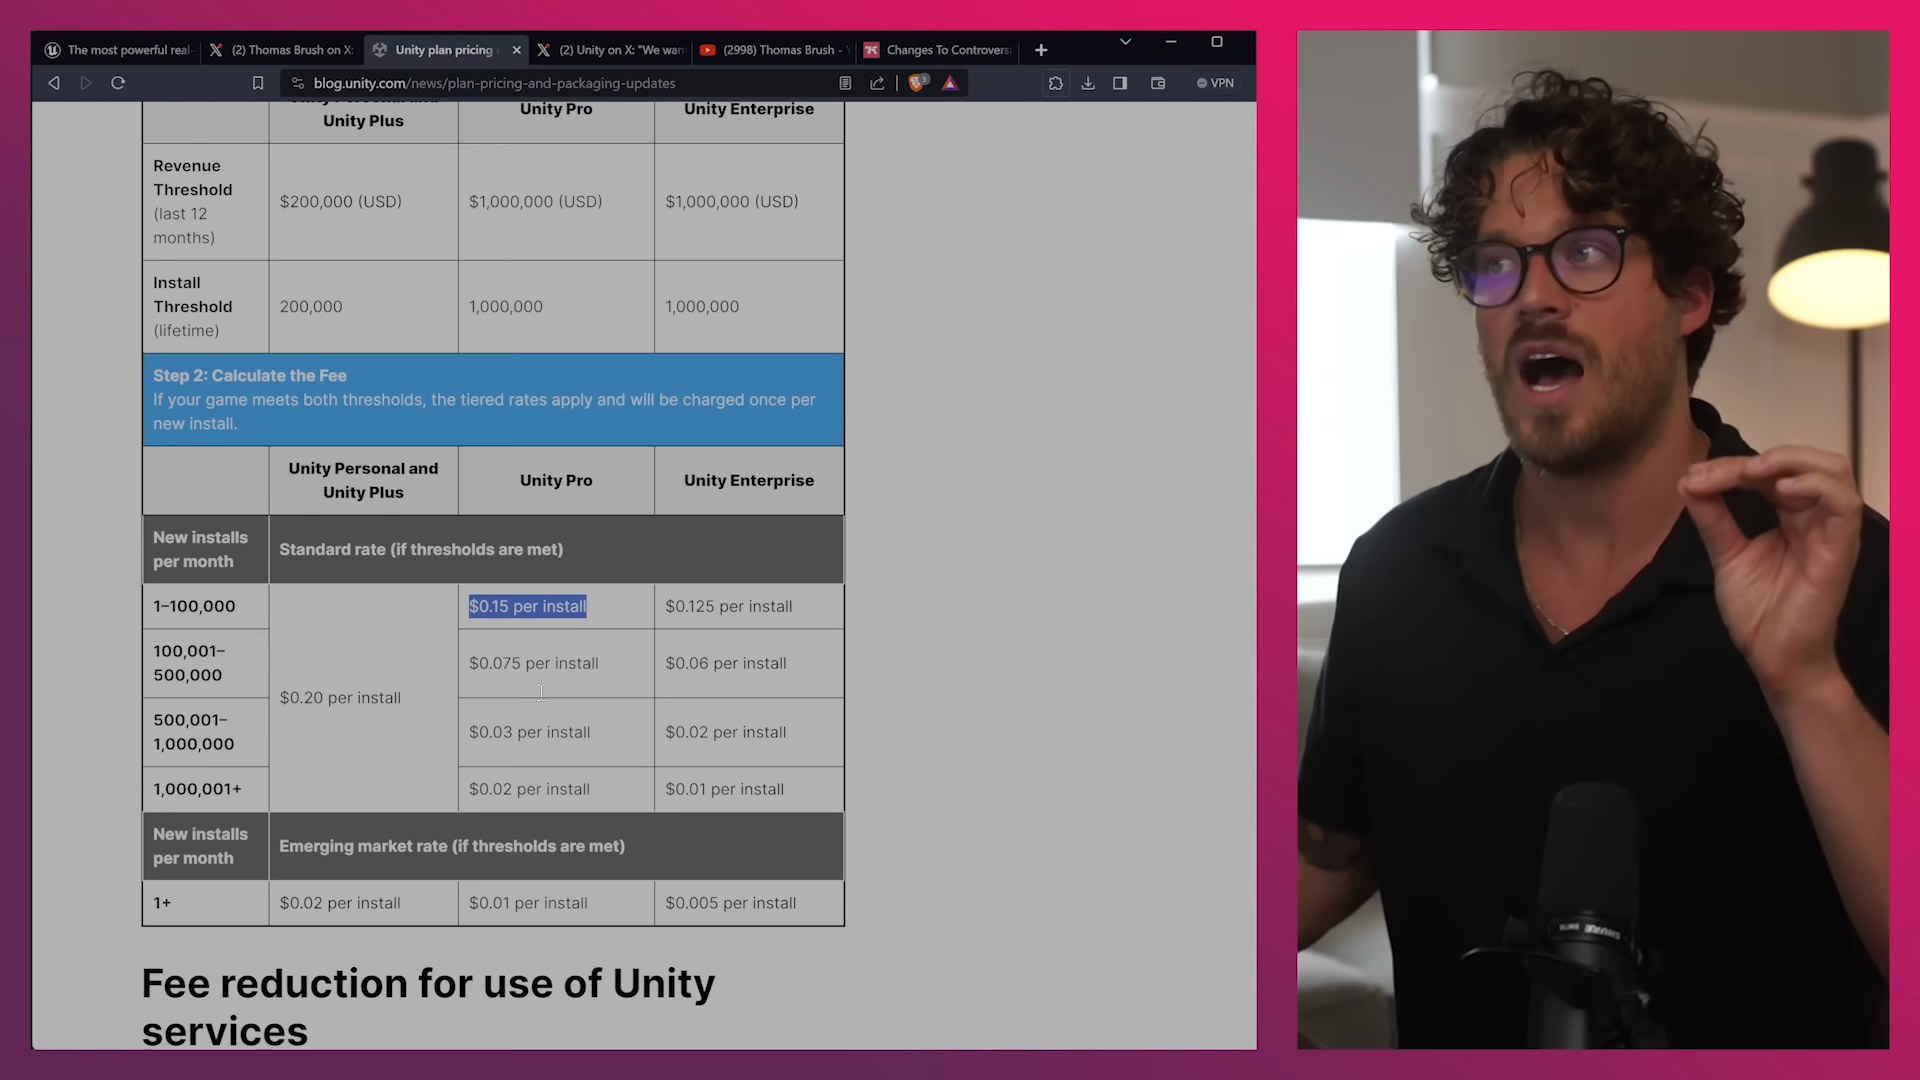 The most powerful real-
(2) Thomas Brush on X:
Unity plan pricing
(2) Unity on X: "We wan
(2998) Thomas Brush -
Changes To Controversi
blog.unity.com/news/plan-pricing-and-packaging-updates
VPN
Unity Plus
Unity Pro
Unity Enterprise
Revenue
Threshold
(last 12
months)
$200,000 (USD)
$1,000,000 (USD)
$1,000,000 (USD)
Install
Threshold
(lifetime)
200,000
1,000,000
1,000,000
Step 2: Calculate the Fee
If your game meets both thresholds, the tiered rates apply and will be charged once per
new install.
Unity Personal and
Unity Plus
Unity Pro
Unity Enterprise
New installs
per month
Standard rate (if thresholds are met)
1–100,000
$0.15 per install
$0.125 per install
100,001–
500,000
$0.075 per install
$0.06 per install
$0.20 per install
500,001–
1,000,000
$0.03 per install
$0.02 per install
1,000,001+
$0.02 per install
$0.01 per install
New installs
per month
Emerging market rate (if thresholds are met)
1+
$0.02 per install
$0.01 per install
$0.005 per install
Fee reduction for use of Unity
services
SHURE